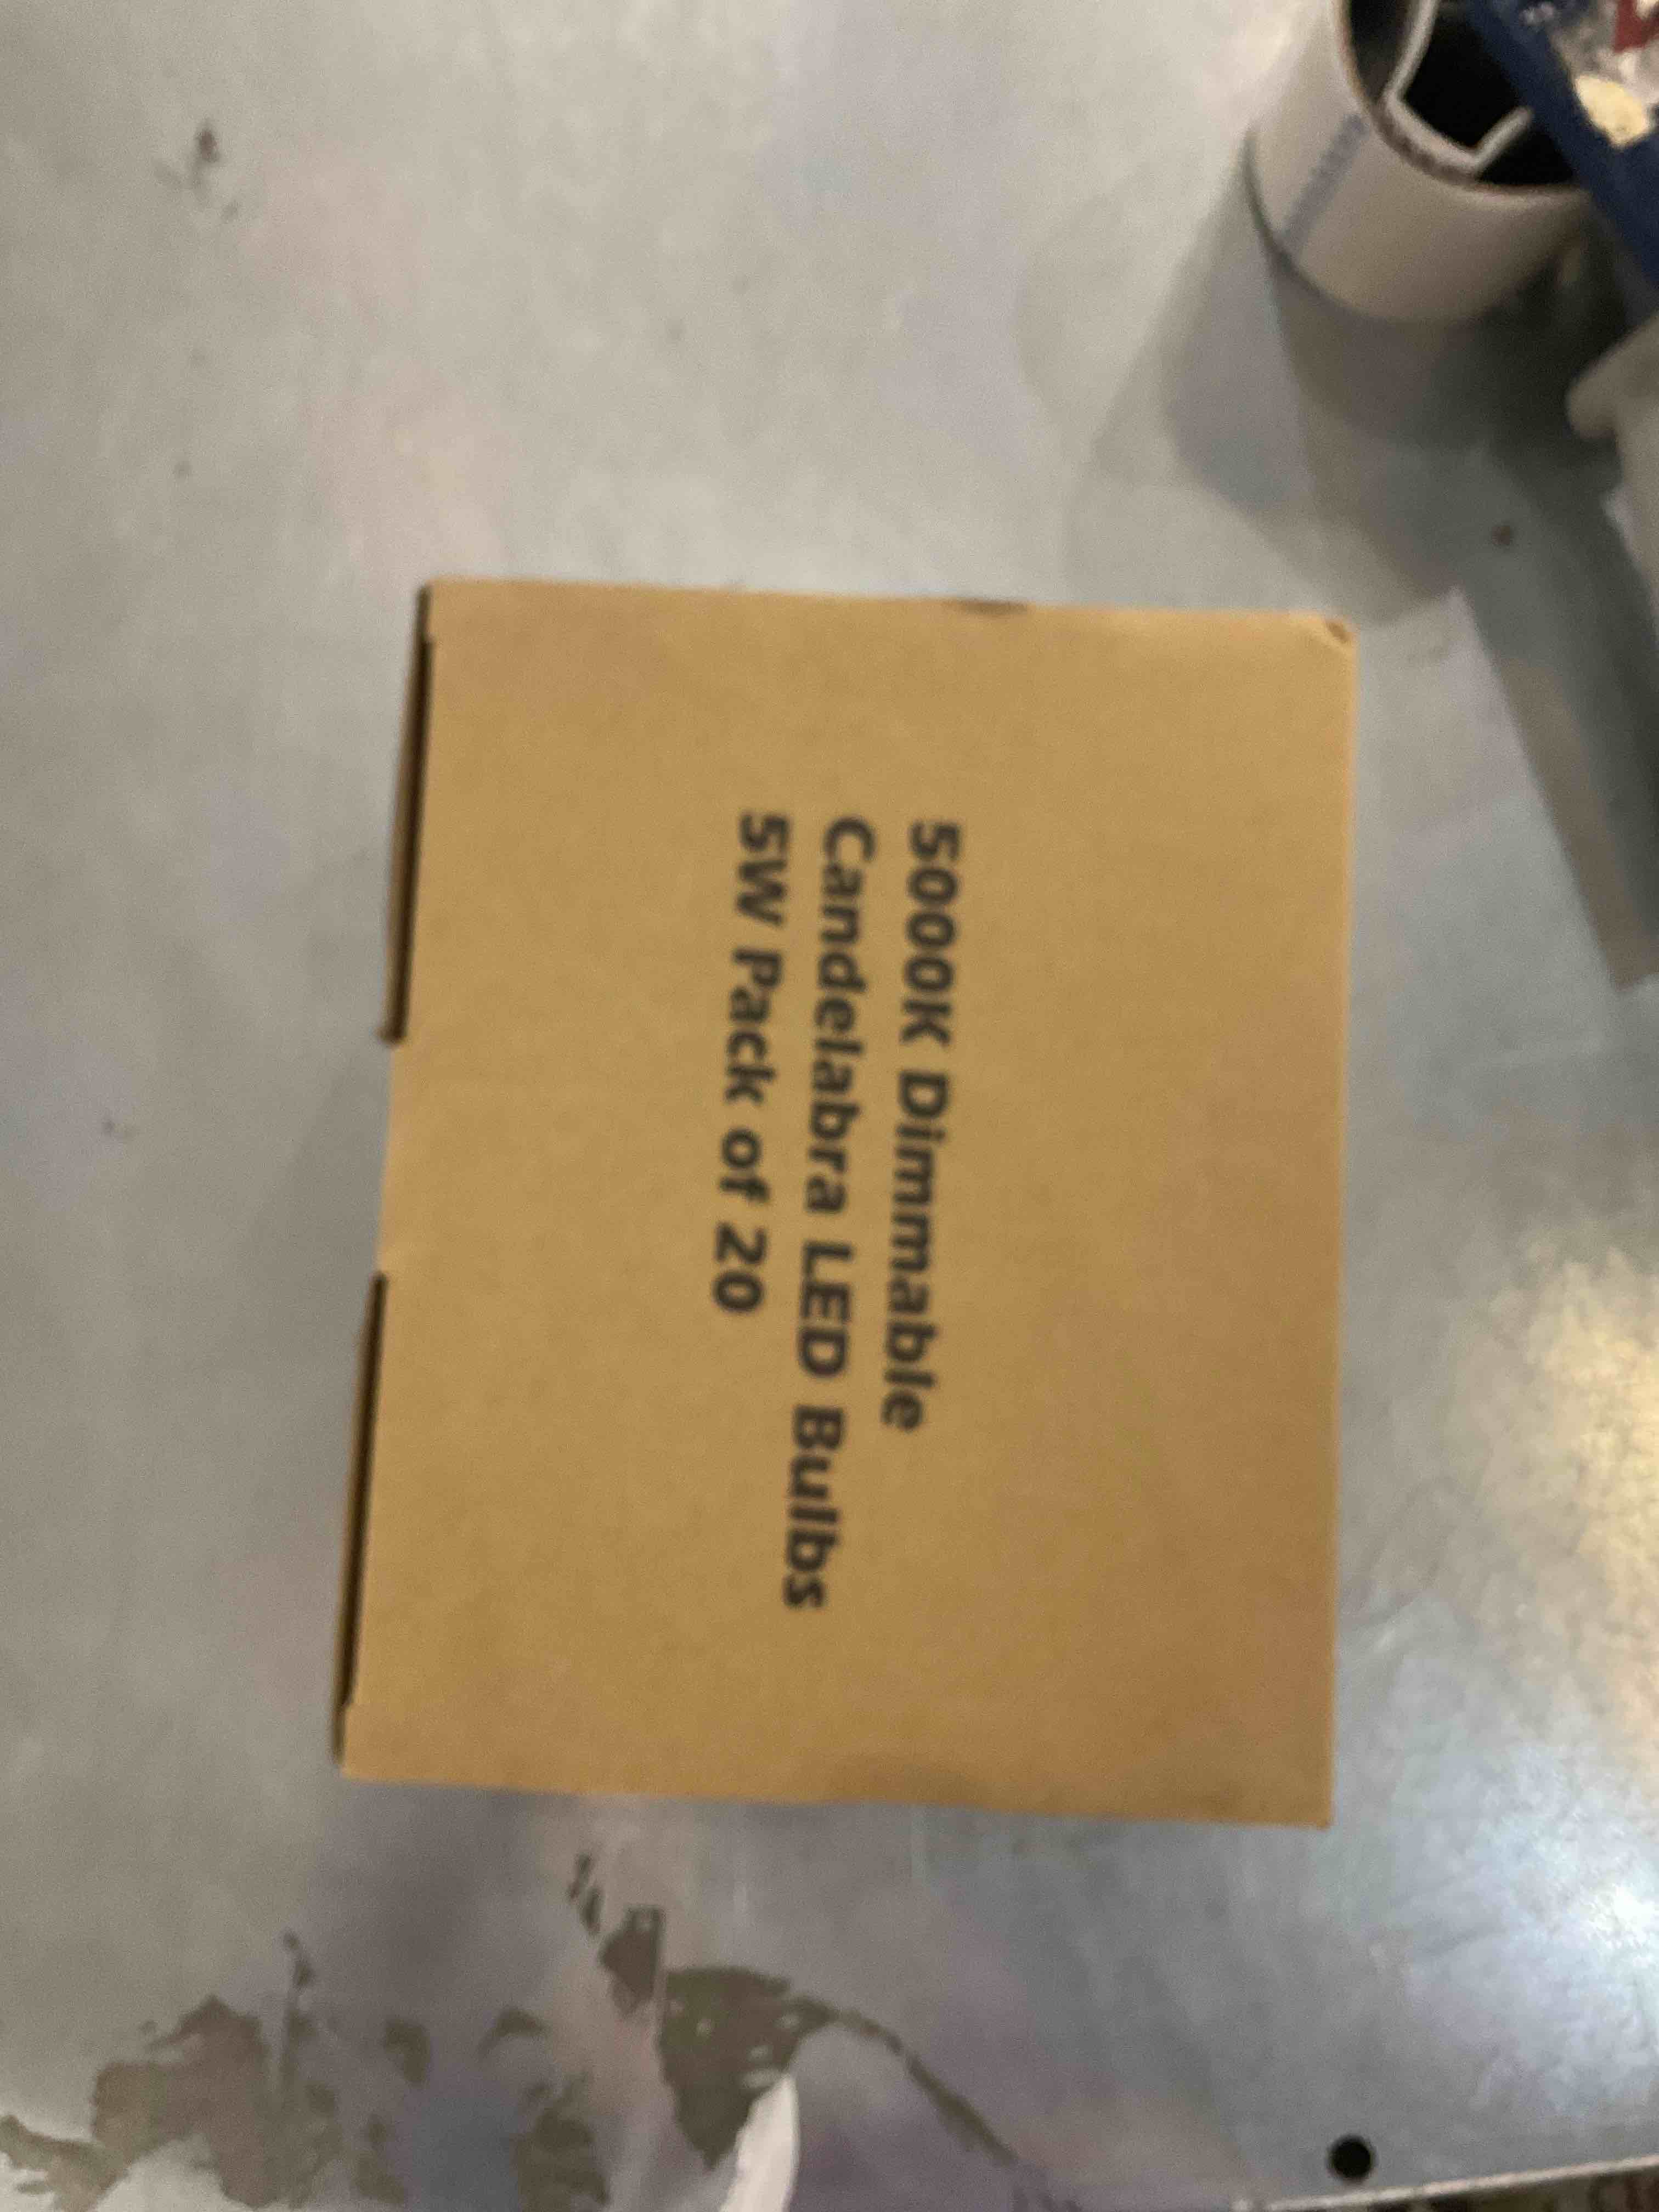 5000K Dimmable
Candelabra LED Bulbs
5W Pack of 20